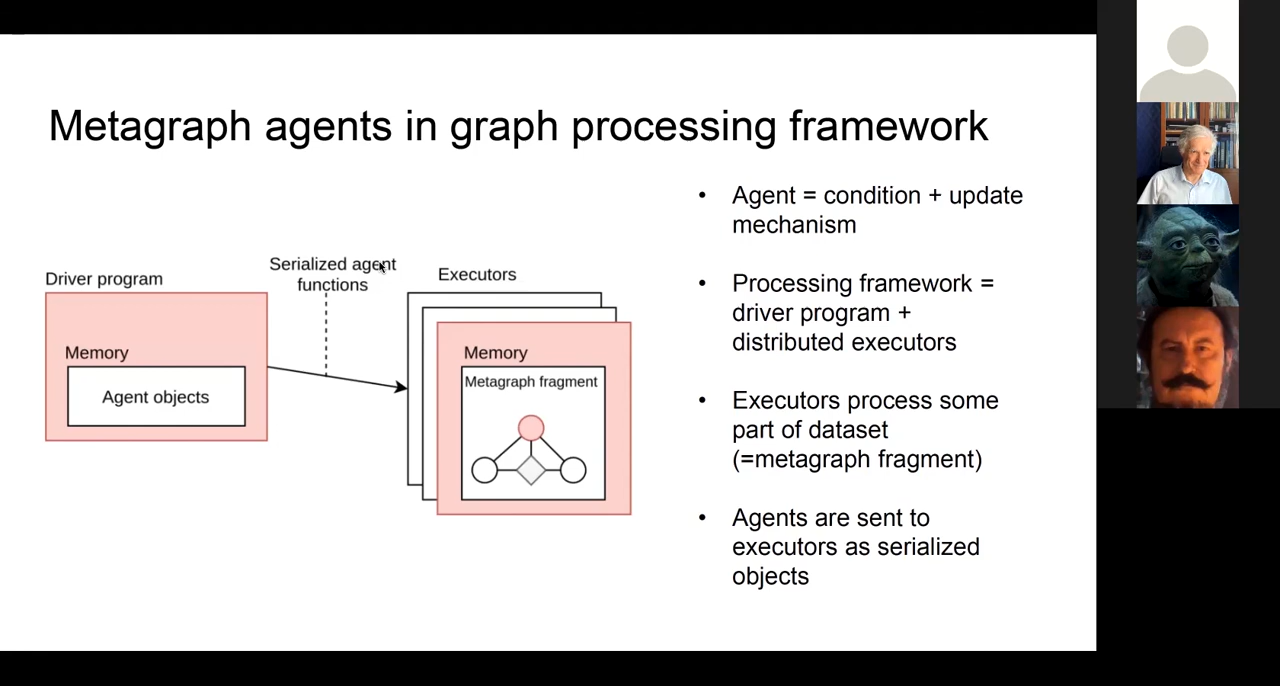 Metagraph agents in graph processing framework
Driver program
Memory
Agent objects
Serialized agent
functions
Executors
Memory
Metagraph fragment
• Agent = condition + update
mechanism
• Processing framework =
driver program +
distributed executors
• Executors process some
part of dataset
(=metagraph fragment)
• Agents are sent to
executors as serialized
objects